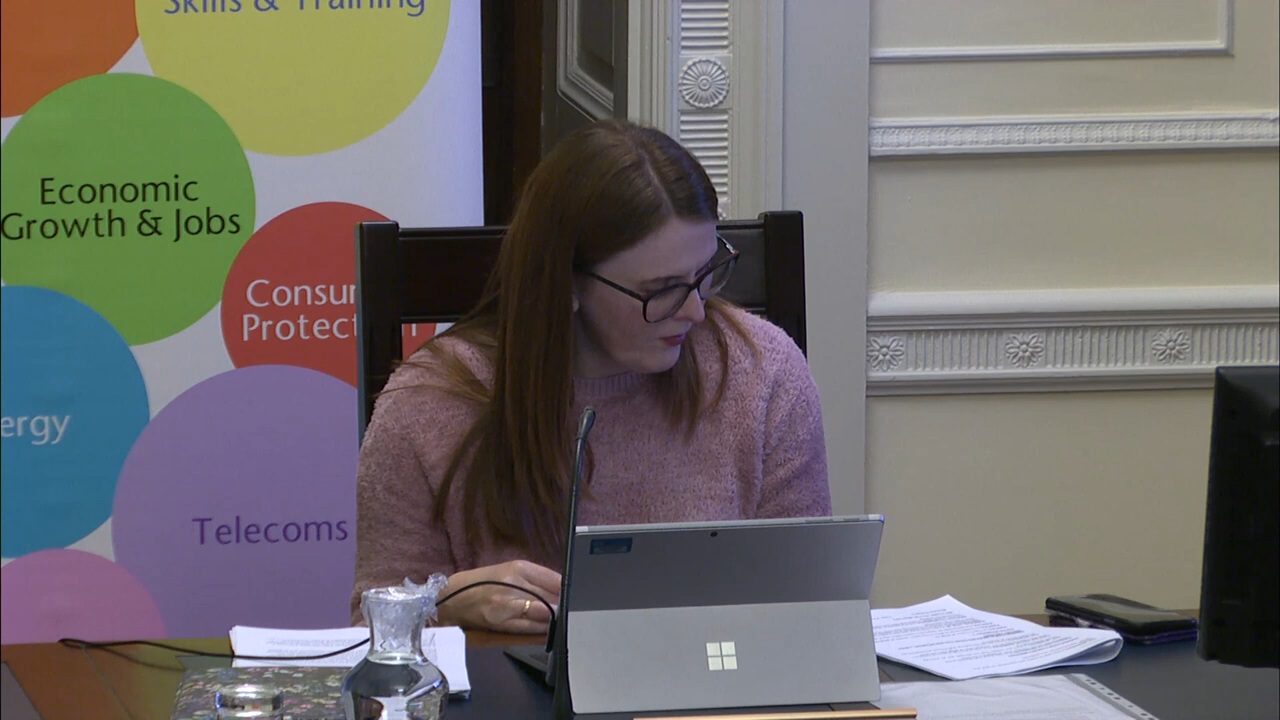 Skills & Training
Economic
Growth & Jobs
Consu
Protect
ergy
Telecoms